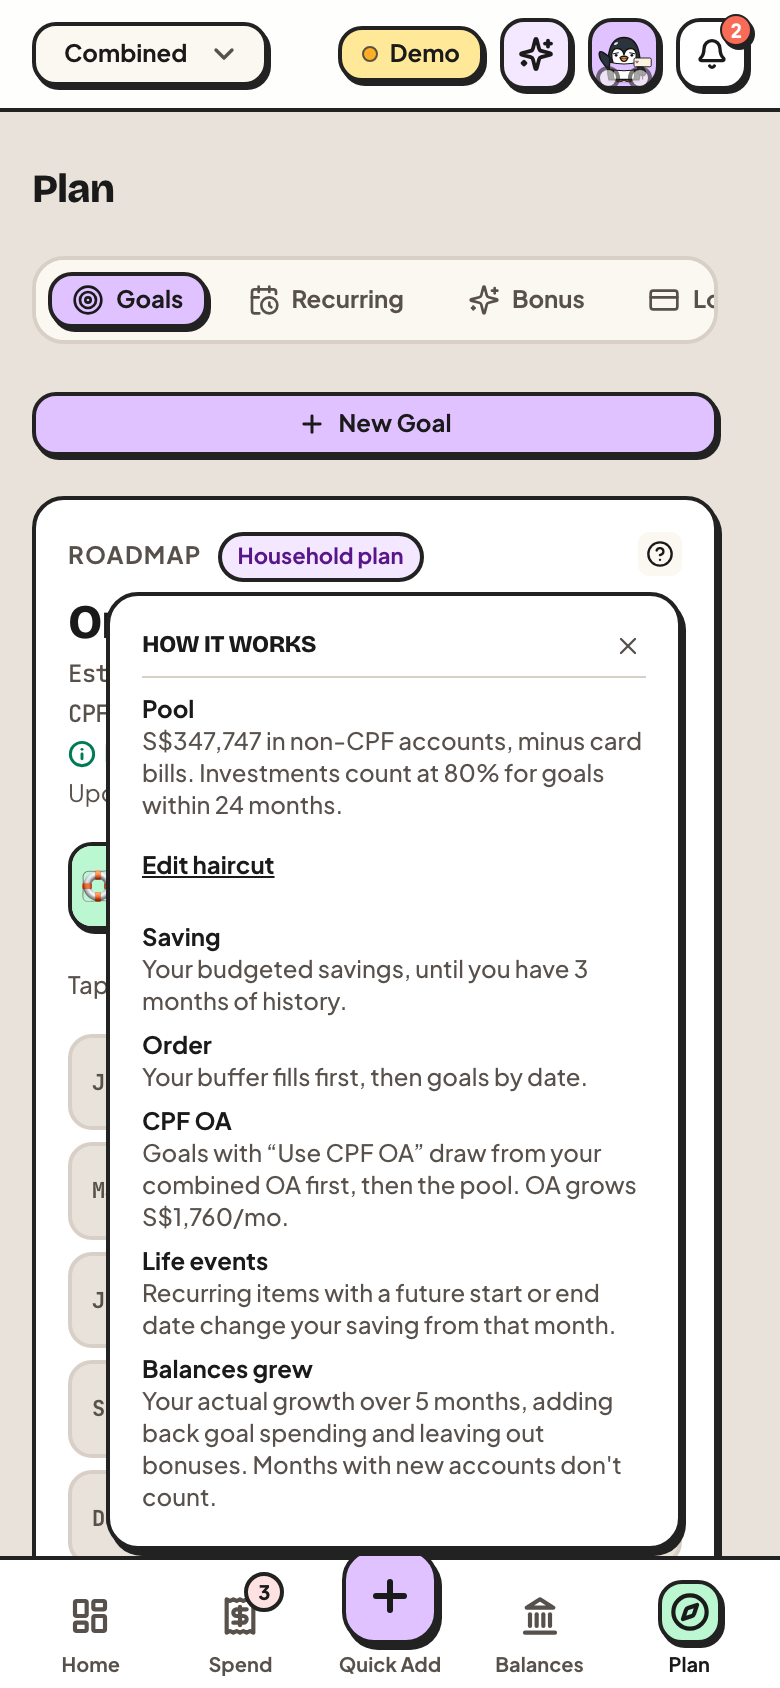 Combined
Demo
2
Plan
Goals
Recurring
Bonus
New Goal
ROADMAP
Household plan
HOW IT WORKS
Pool
S$347,747 in non-CPF accounts, minus card
bills. Investments count at 80% for goals
within 24 months.
Edit haircut
Saving
Your budgeted savings, until you have 3
months of history.
Order
Your buffer fills first, then goals by date.
CPF OA
Goals with “Use CPF OA” draw from your
combined OA first, then the pool. OA grows
S$1,760/mo.
Life events
Recurring items with a future start or end
date change your saving from that month.
Balances grew
Your actual growth over 5 months, adding
back goal spending and leaving out
bonuses. Months with new accounts don't
count.
CPF
Tap
3
Home
Spend
Quick Add
Balances
Plan